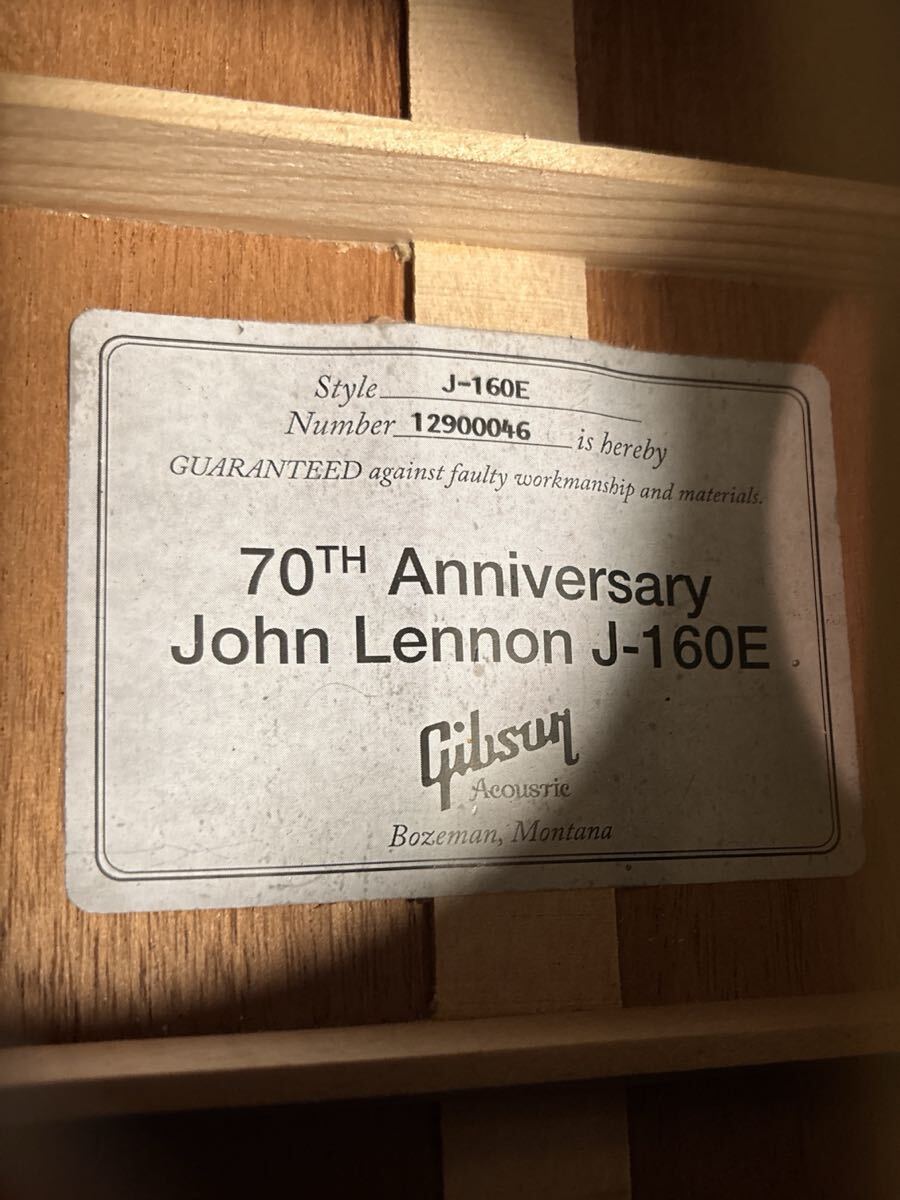 Style J-160E
Number 12900046 is hereby
GUARANTEED against faulty workmanship and materials.
70TH Anniversary
John Lennon J-160E
Gibson
Acoustic
Bozeman, Montana